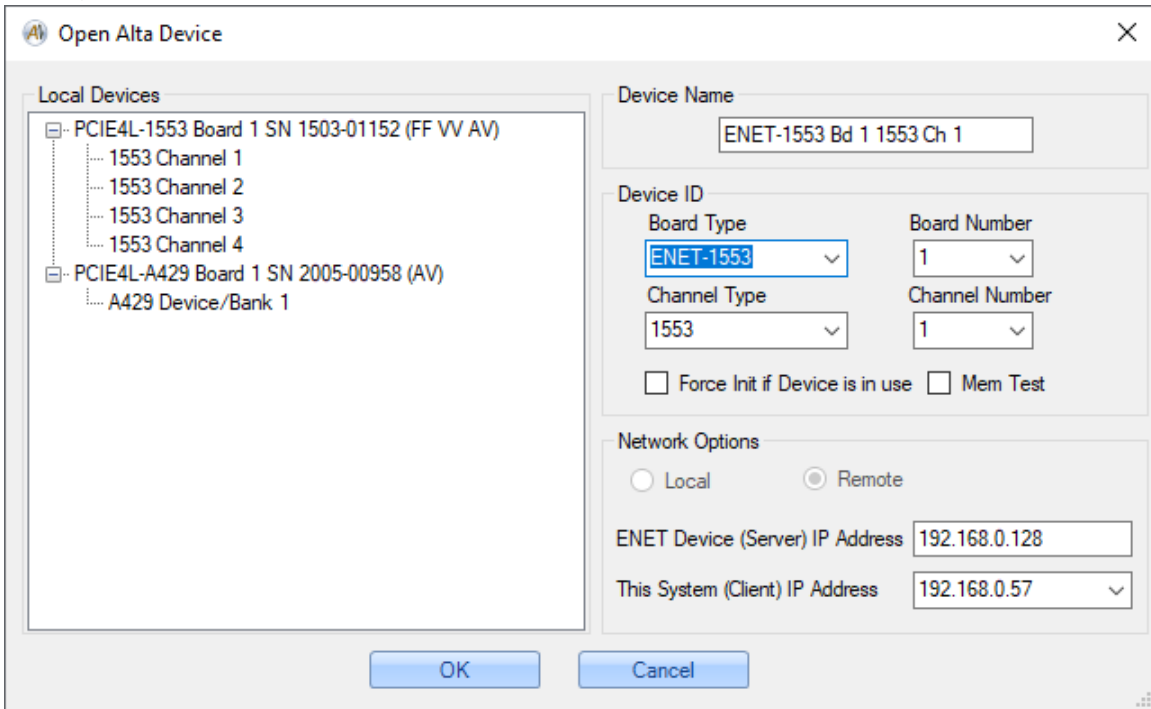 Open Alta Device
Local Devices
PCIE4L-1553 Board 1 SN 1503-01152 (FF VV AV)
1553 Channel 1
1553 Channel 2
1553 Channel 3
1553 Channel 4
PCIE4L-A429 Board 1 SN 2005-00958 (AV)
A429 Device/Bank 1
Device Name
ENET-1553 Bd 1 1553 Ch 1
Device ID
Board Type Board Number
ENET-1553 1
Channel Type Channel Number
1553 1
Force Init if Device is in use Mem Test
Network Options
Local Remote
ENET Device (Server) IP Address 192.168.0.128
This System (Client) IP Address 192.168.0.57
OK Cancel